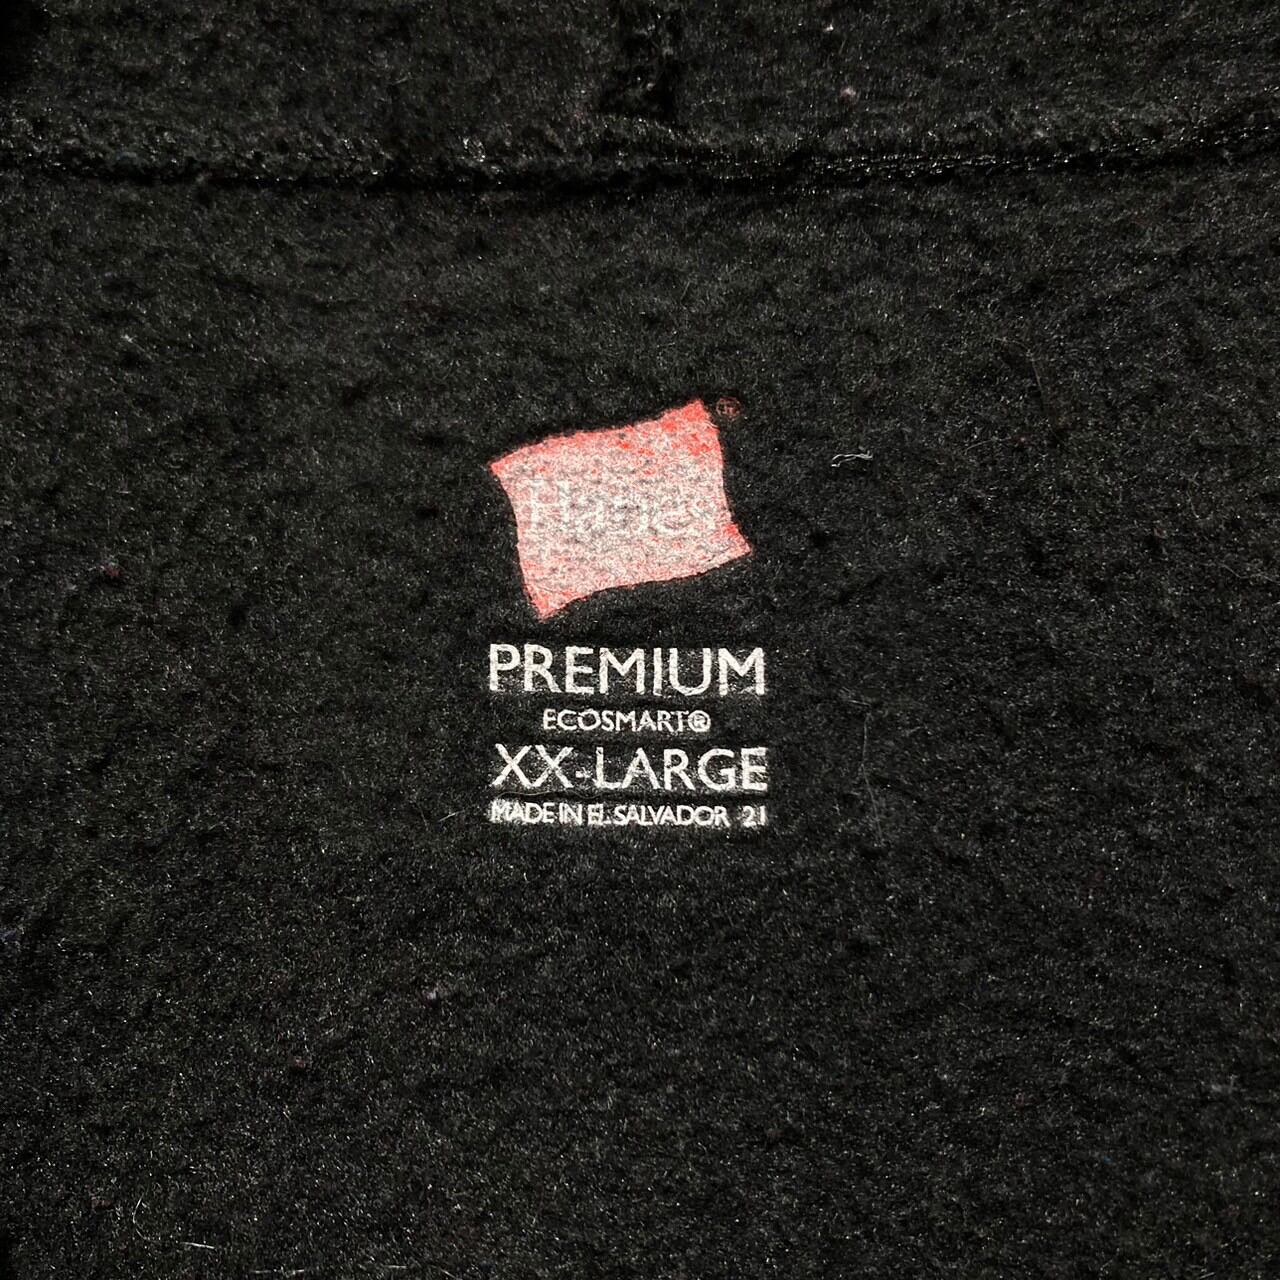 Hanes®
PREMIUM
ECOSMART®
XX-LARGE
MADE IN EL SALVADOR 21